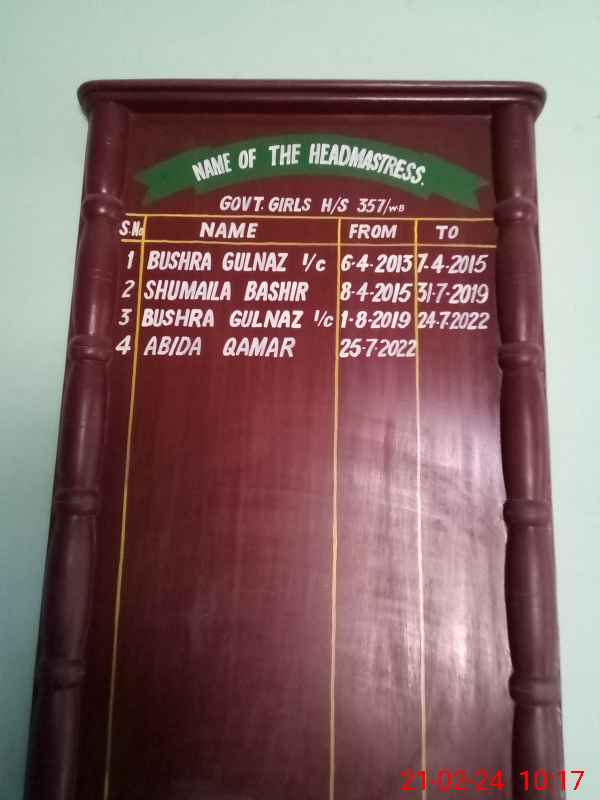 NAME OF THE HEADMASTRESS.
GOVT. GIRLS H/S 357/W-B
S.No NAME FROM TO
1 BUSHRA GULNAZ I/C 6-4-2013 7-4-2015
2 SHUMAILA BASHIR 8-4-2015 31-7-2019
3 BUSHRA GULNAZ I/C 1-8-2019 24-7-2022
4 ABIDA QAMAR 25-7-2022
21-02-24 10:17